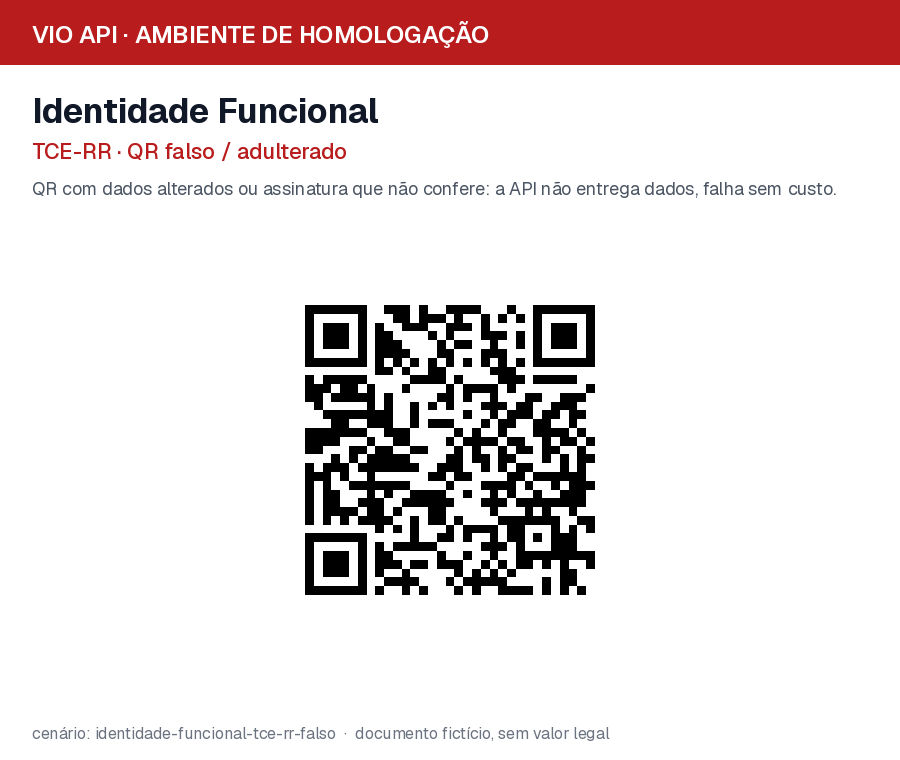 VIO API · AMBIENTE DE HOMOLOGAÇÃO
Identidade Funcional
TCE-RR · QR falso / adulterado
QR com dados alterados ou assinatura que não confere: a API não entrega dados, falha sem custo.
cenário: identidade-funcional-tce-rr-falso · documento fictício, sem valor legal